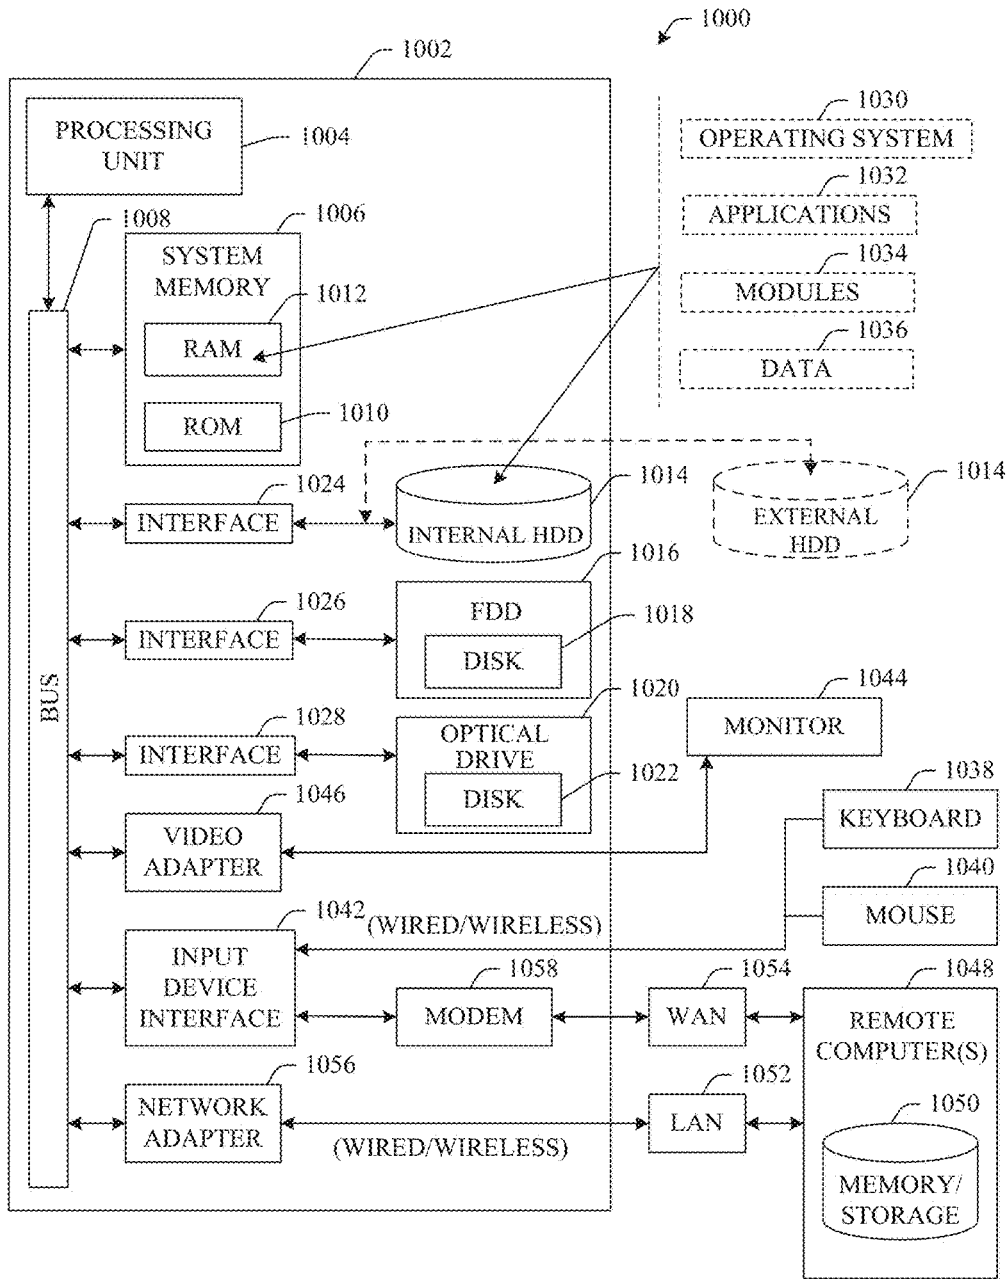 1000
1002
PROCESSING
UNIT
1004
1030
OPERATING SYSTEM
1032
APPLICATIONS
1034
MODULES
1036
DATA
1008
1006
SYSTEM
MEMORY
1012
RAM
1010
ROM
1024
INTERFACE
1014
INTERNAL HDD
1014
EXTERNAL
HDD
1016
FDD
1018
DISK
1026
INTERFACE
BUS
1020
OPTICAL
DRIVE
1022
DISK
1028
INTERFACE
1044
MONITOR
1046
VIDEO
ADAPTER
1038
KEYBOARD
1040
MOUSE
1042
(WIRED/WIRELESS)
INPUT
DEVICE
INTERFACE
1058
MODEM
1054
WAN
1048
REMOTE
COMPUTER(S)
1056
NETWORK
ADAPTER
(WIRED/WIRELESS)
1052
LAN
1050
MEMORY/
STORAGE